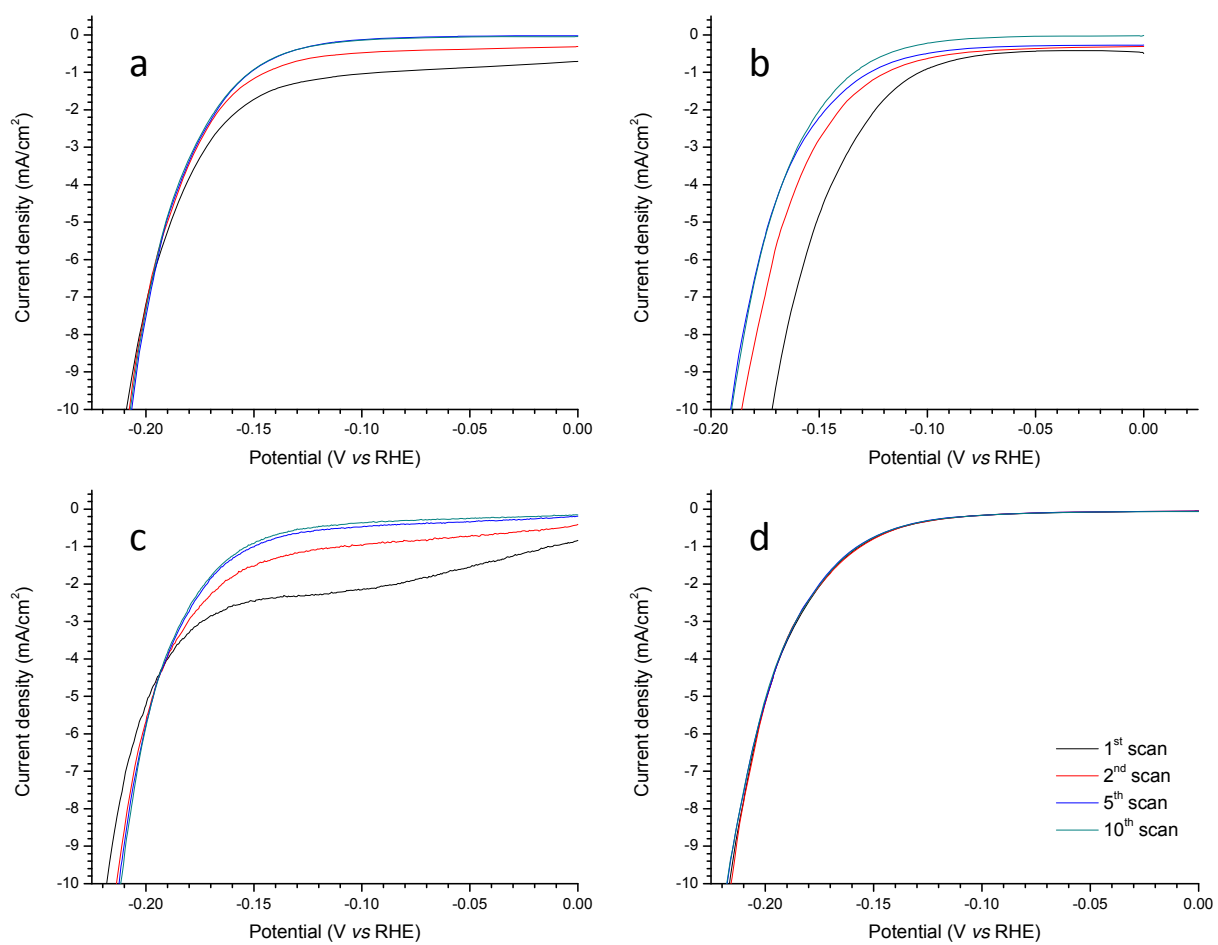 a
0
-1
-2
-3
-4
-5
-6
-7
-8
-9
-10
Current density (mA/cm²)
-0.20 -0.15 -0.10 -0.05 0.00
Potential (V vs RHE)
b
0
-1
-2
-3
-4
-5
-6
-7
-8
-9
-10
Current density (mA/cm²)
-0.20 -0.15 -0.10 -0.05 0.00
Potential (V vs RHE)
c
0
-1
-2
-3
-4
-5
-6
-7
-8
-9
-10
Current density (mA/cm²)
-0.20 -0.15 -0.10 -0.05 0.00
Potential (V vs RHE)
d
0
-1
-2
-3
-4
-5
-6
-7
-8
-9
-10
Current density (mA/cm²)
1st scan
2nd scan
5th scan
10th scan
-0.20 -0.15 -0.10 -0.05 0.00
Potential (V vs RHE)